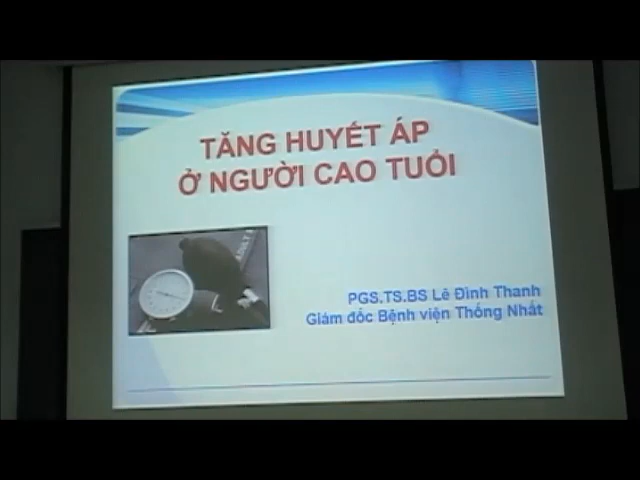 TĂNG HUYẾT ÁP
Ở NGƯỜI CAO TUỔI
PGS.TS.BS Lê Đình Thanh
Giám đốc Bệnh viện Thống Nhất